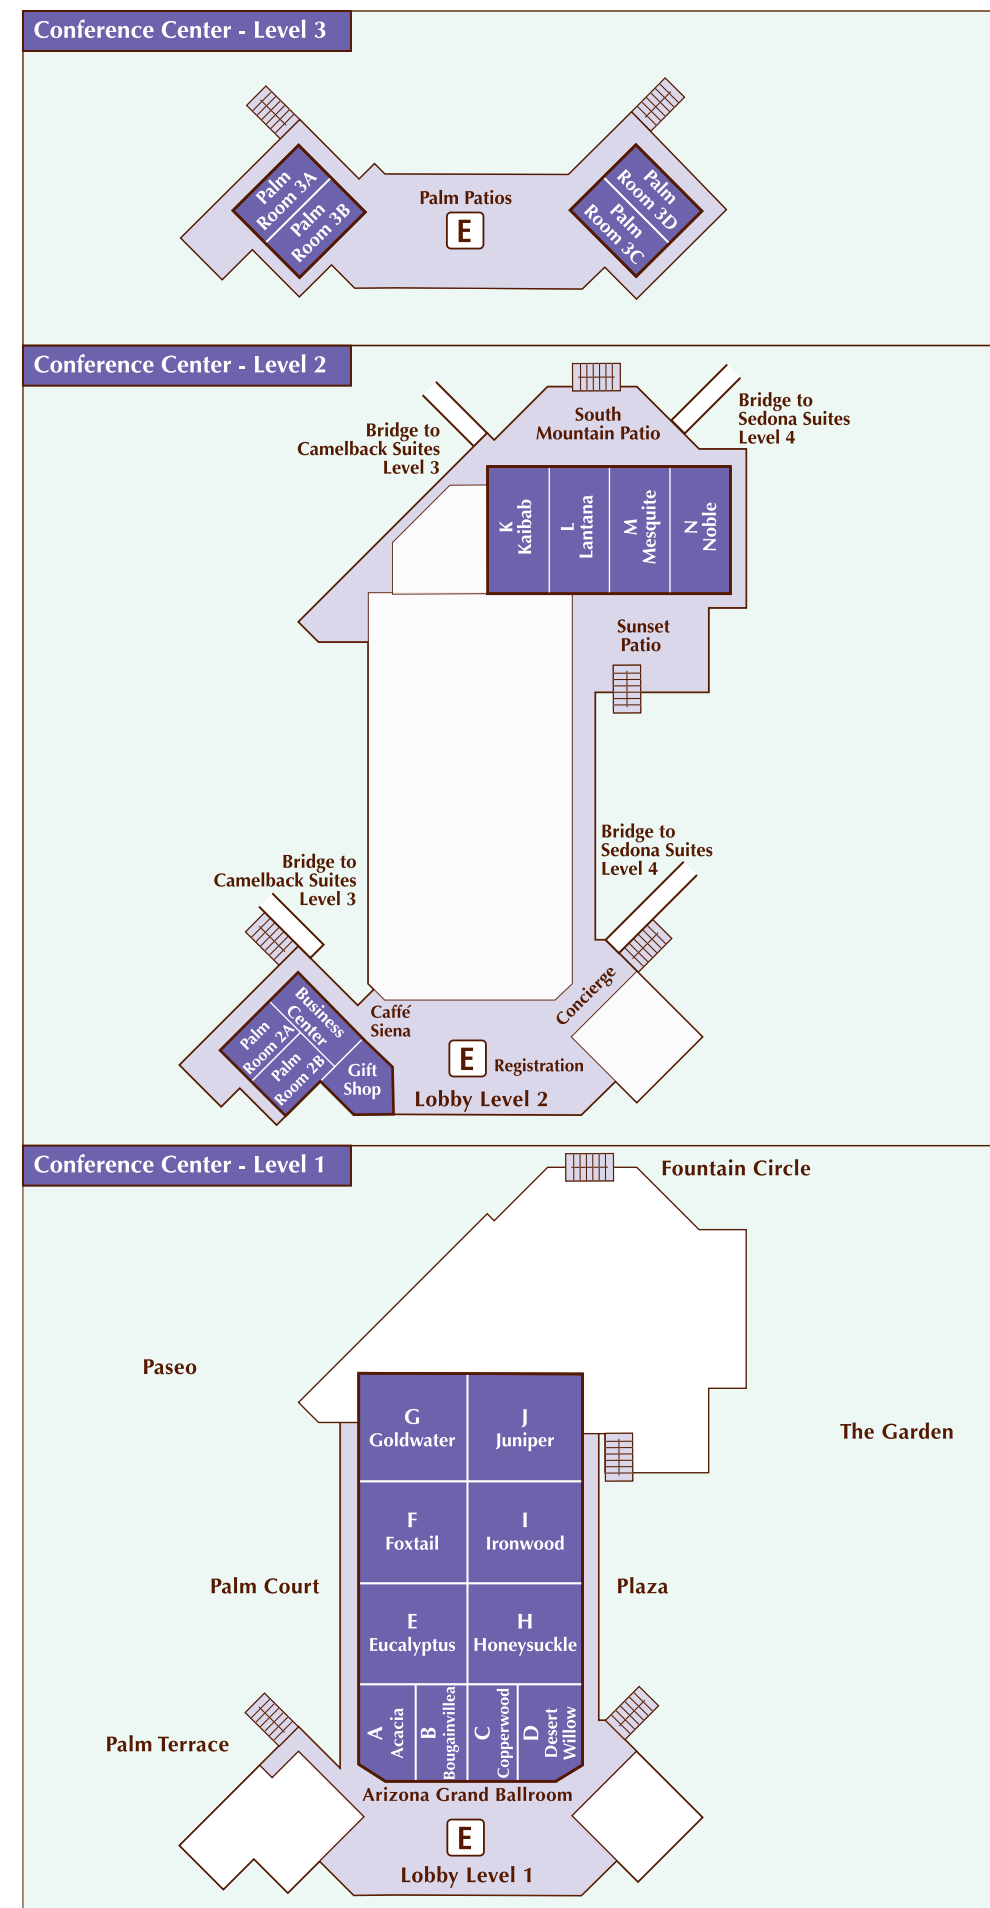 Conference Center - Level 3
Palm
Room 3A
Palm
Room 3B
Palm Patios
E
Palm
Room 3D
Palm
Room 3C
Conference Center - Level 2
Bridge to
Camelback Suites
Level 3
South
Mountain Patio
Bridge to
Sedona Suites
Level 4
K
Kaibab
L
Lantana
M
Mesquite
N
Noble
Sunset
Patio
Bridge to
Sedona Suites
Level 4
Bridge to
Camelback Suites
Level 3
Business
Center
Palm
Room 2A
Palm
Room 2B
Gift
Shop
Caffé
Siena
Concierge
E
Registration
Lobby Level 2
Conference Center - Level 1
Fountain Circle
Paseo
The Garden
G
Goldwater
J
Juniper
F
Foxtail
I
Ironwood
Palm Court
Plaza
E
Eucalyptus
H
Honeysuckle
A
Acacia
B
Bougainvillea
C
Copperwood
D
Desert
Willow
Palm Terrace
Arizona Grand Ballroom
E
Lobby Level 1